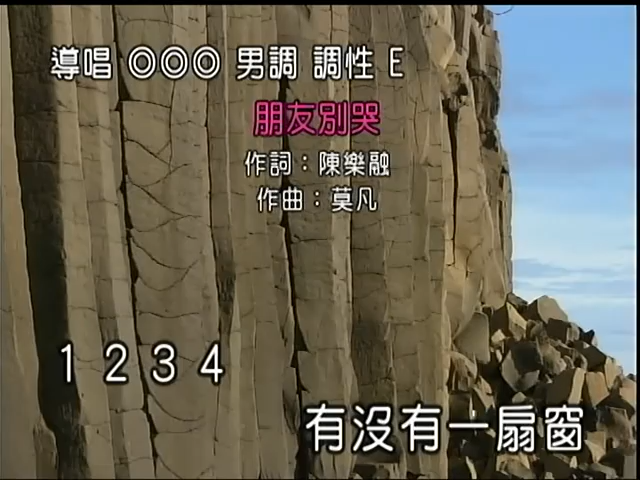 導唱 ◎◎◎ 男調 調性 E
朋友別哭
作詞：陳樂融
作曲：莫凡
1 2 3 4
有沒有一扇窗